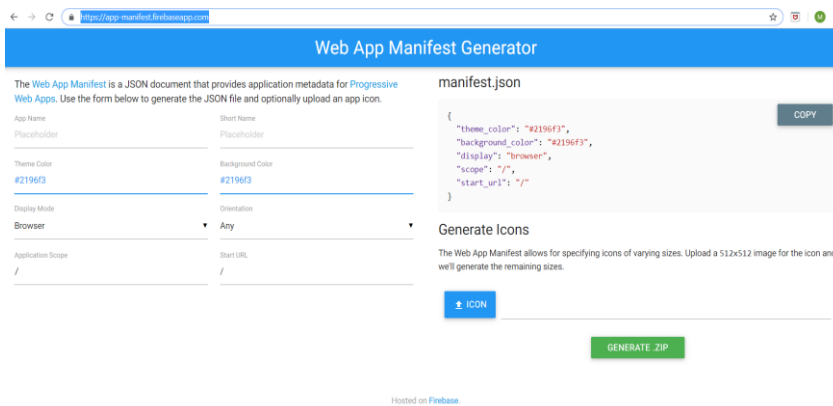 https://app-manifest.firebaseapp.com
M
Web App Manifest Generator
The Web App Manifest is a JSON document that provides application metadata for Progressive
Web Apps. Use the form below to generate the JSON file and optionally upload an app icon.
App Name
Short Name
Placeholder
Placeholder
Theme Color
Background Color
#2196f3
#2196f3
Display Mode
Orientation
Browser
Any
Application Scope
Start URL
/
/
manifest.json
COPY
{
"theme_color": "#2196f3",
"background_color": "#2196f3",
"display": "browser",
"scope": "/",
"start_url": "/"
}
Generate Icons
The Web App Manifest allows for specifying icons of varying sizes. Upload a 512x512 image for the icon and
we'll generate the remaining sizes.
ICON
GENERATE .ZIP
Hosted on Firebase